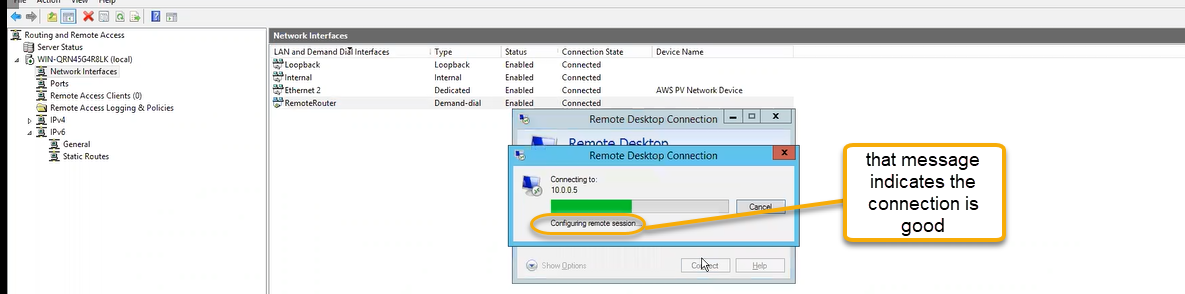 File Action View Help
Routing and Remote Access
Server Status
WIN-QRN45G4R8LK (local)
Network Interfaces
Ports
Remote Access Clients (0)
Remote Access Logging & Policies
IPv4
IPv6
General
Static Routes
Network Interfaces
LAN and Demand Dial Interfaces Type Status Connection State Device Name
Loopback Loopback Enabled Connected
Internal Internal Enabled Connected
Ethernet 2 Dedicated Enabled Connected AWS PV Network Device
RemoteRouter Demand-dial Enabled Connected
Remote Desktop Connection
Remote Desktop
Remote Desktop Connection
Connecting to:
10.0.0.5
Cancel
Configuring remote session...
Show Options
Connect
Help
that message
indicates the
connection is
good